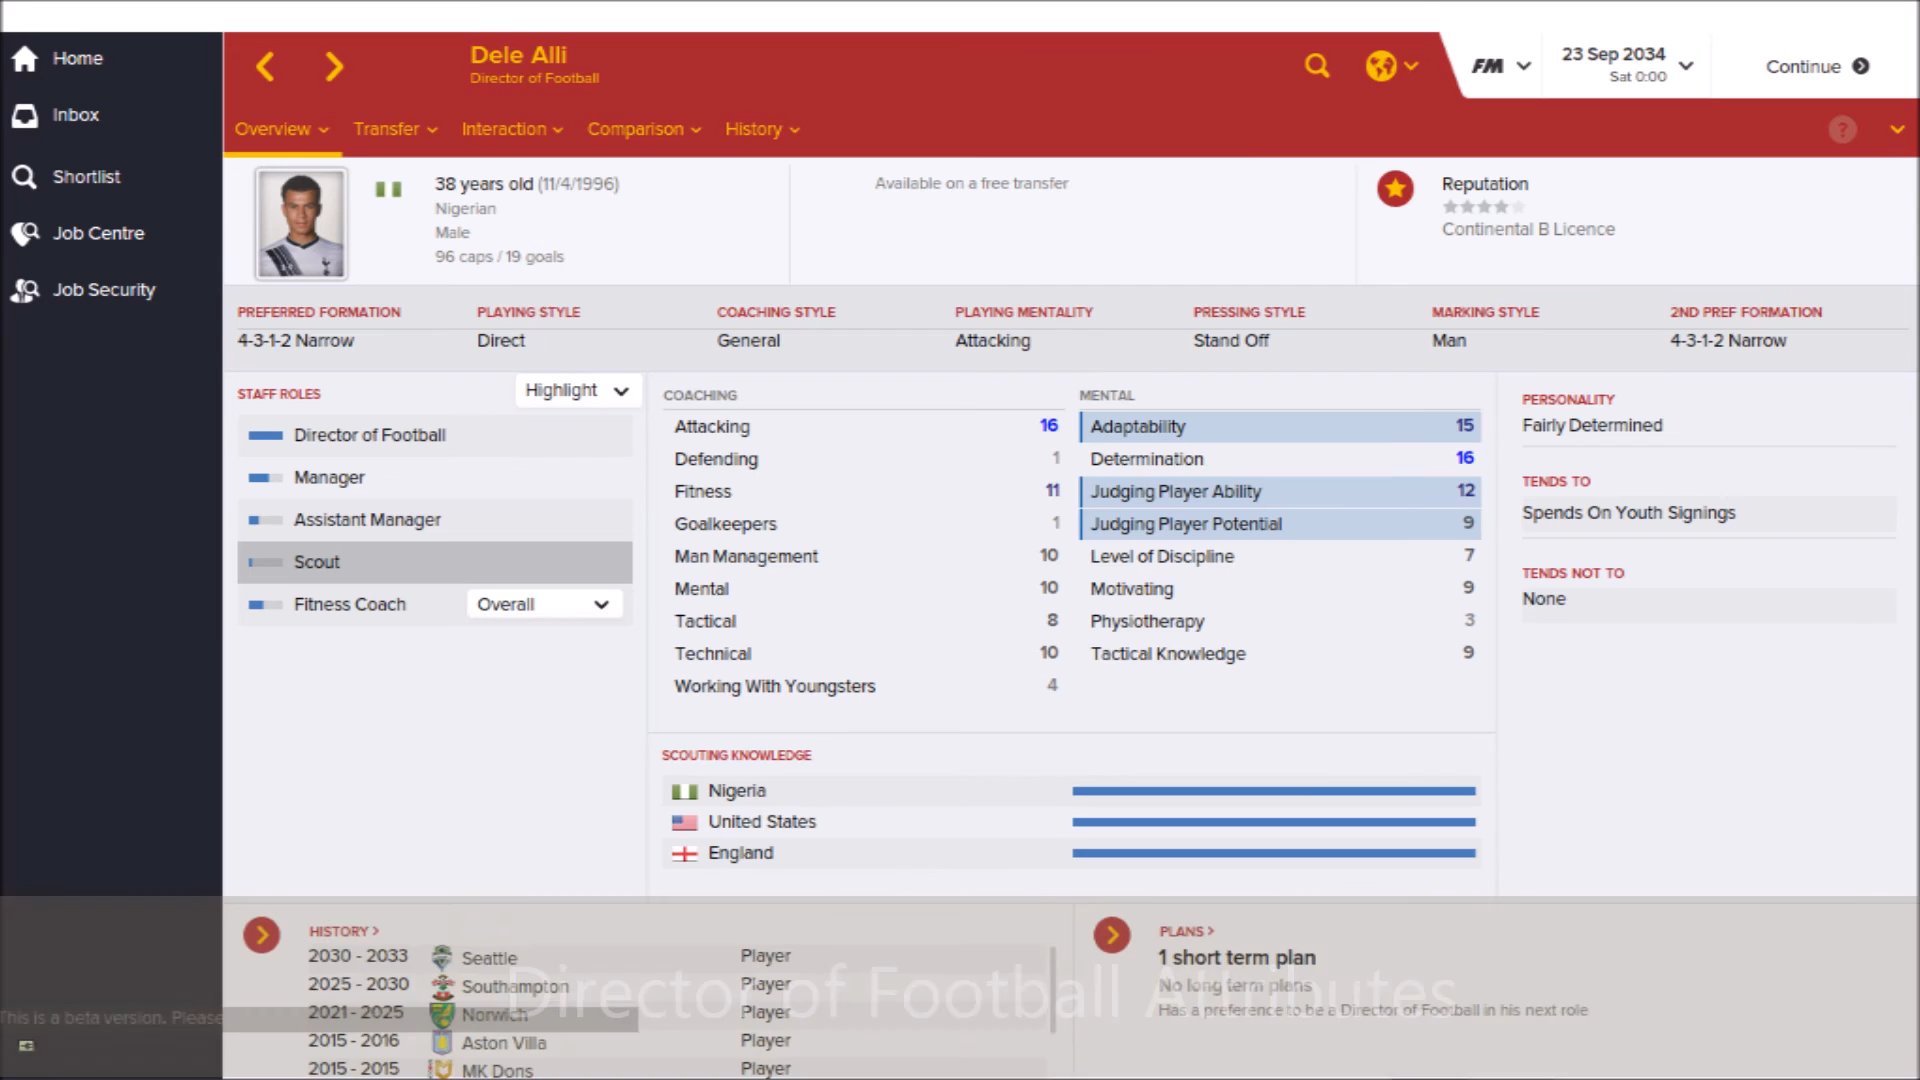 Home
Inbox
Shortlist
Job Centre
Job Security
Dele Alli
Director of Football
FM
23 Sep 2034
Sat 0:00
Continue
Overview Transfer Interaction Comparison History
?
38 years old (11/4/1996)
Nigerian
Male
96 caps / 19 goals
Available on a free transfer
Reputation
Continental B Licence
PREFERRED FORMATION PLAYING STYLE COACHING STYLE PLAYING MENTALITY PRESSING STYLE MARKING STYLE 2ND PREF FORMATION
4-3-1-2 Narrow Direct General Attacking Stand Off Man 4-3-1-2 Narrow
STAFF ROLES
Highlight
Director of Football
Manager
Assistant Manager
Scout
Fitness Coach Overall
COACHING
Attacking 16
Defending 1
Fitness 11
Goalkeepers 1
Man Management 10
Mental 10
Tactical 8
Technical 10
Working With Youngsters 4
MENTAL
Adaptability 15
Determination 16
Judging Player Ability 12
Judging Player Potential 9
Level of Discipline 7
Motivating 9
Physiotherapy 3
Tactical Knowledge 9
PERSONALITY
Fairly Determined
TENDS TO
Spends On Youth Signings
TENDS NOT TO
None
SCOUTING KNOWLEDGE
Nigeria
United States
England
HISTORY >
2030 - 2033 Seattle Player
2025 - 2030 Southampton Player
2021 - 2025 Norwich Player
2015 - 2016 Aston Villa Player
2015 - 2015 MK Dons Player
PLANS >
1 short term plan
No long term plans
Has a preference to be a Director of Football in his next role
Director of Football Attributes
This is a beta version. Please